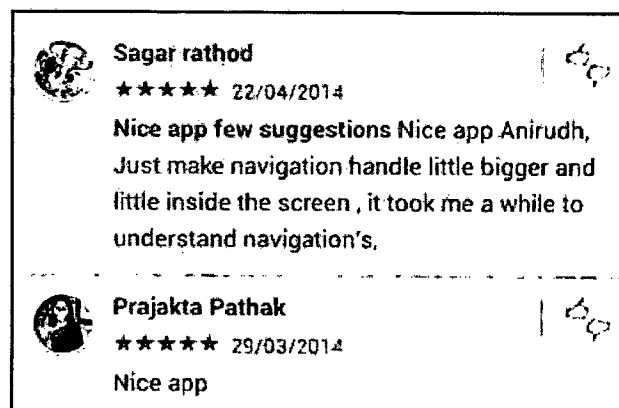 Sagar rathod
★★★★★ 22/04/2014
Nice app few suggestions Nice app Anirudh,
Just make navigation handle little bigger and
little inside the screen , it took me a while to
understand navigation's.
Prajakta Pathak
★★★★★ 29/03/2014
Nice app